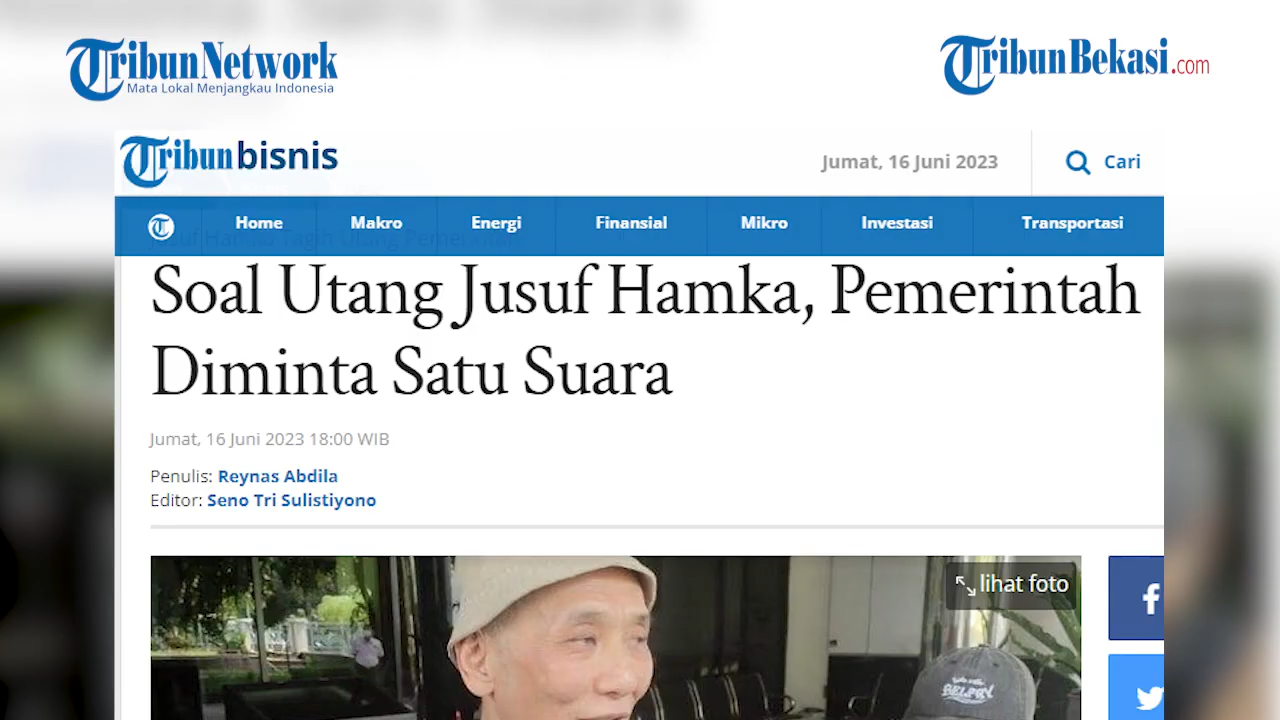 TribunNetwork
Mata Lokal Menjangkau Indonesia
TribunBekasi.com
Tribunbisnis
Jumat, 16 Juni 2023
Cari
Home Makro Energi Finansial Mikro Investasi Transportasi
Soal Utang Jusuf Hamka, Pemerintah
Diminta Satu Suara
Jumat, 16 Juni 2023 18:00 WIB
Penulis: Reynas Abdila
Editor: Seno Tri Sulistiyono
lihat foto